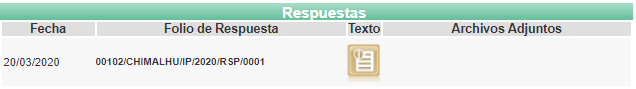 Respuestas
Fecha Folio de Respuesta Texto Archivos Adjuntos
20/03/2020 00102/CHIMALHU/IP/2020/RSP/0001